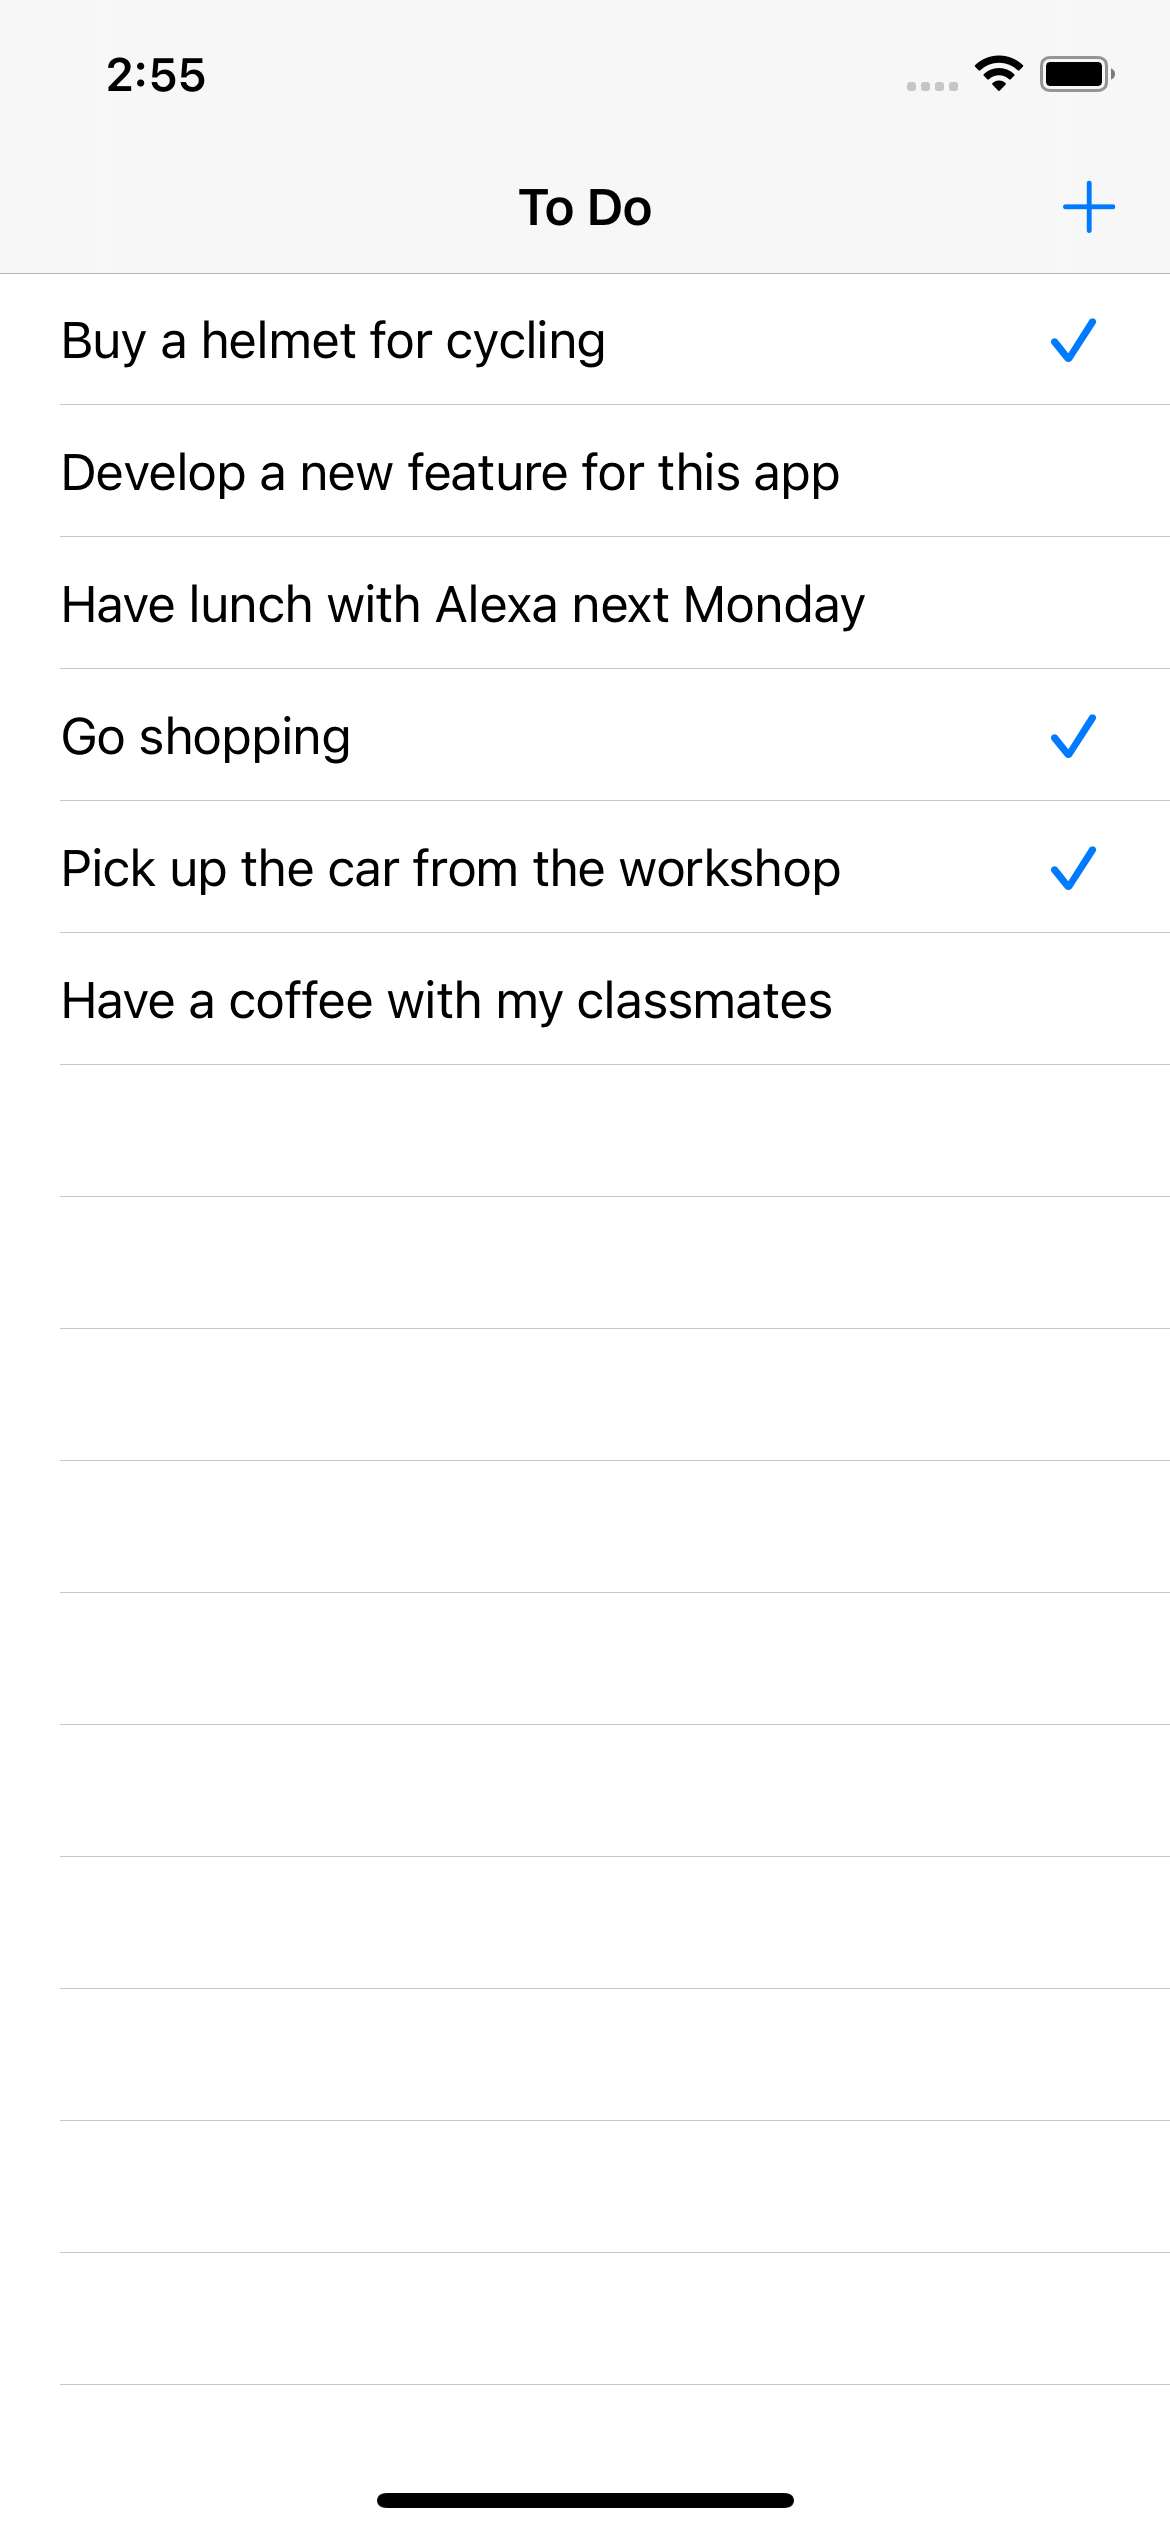 2:55
To Do
Buy a helmet for cycling
Develop a new feature for this app
Have lunch with Alexa next Monday
Go shopping
Pick up the car from the workshop
Have a coffee with my classmates